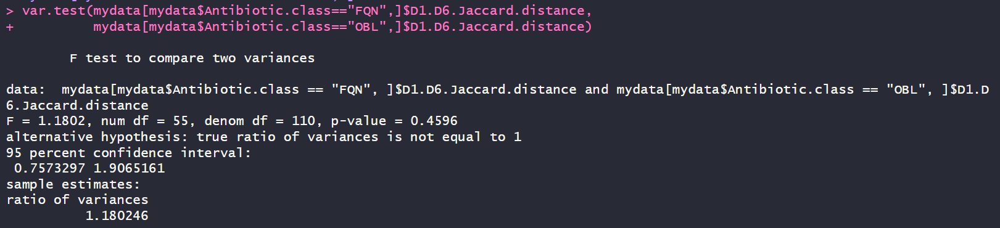 > var.test(mydata[mydata$Antibiotic.class=="FQN",]$D1.D6.Jaccard.distance,
+          mydata[mydata$Antibiotic.class=="OBL",]$D1.D6.Jaccard.distance)
F test to compare two variances
data:  mydata[mydata$Antibiotic.class == "FQN", ]$D1.D6.Jaccard.distance and mydata[mydata$Antibiotic.class == "OBL", ]$D1.D
6.Jaccard.distance
F = 1.1802, num df = 55, denom df = 110, p-value = 0.4596
alternative hypothesis: true ratio of variances is not equal to 1
95 percent confidence interval:
 0.7573297 1.9065161
sample estimates:
ratio of variances
1.180246